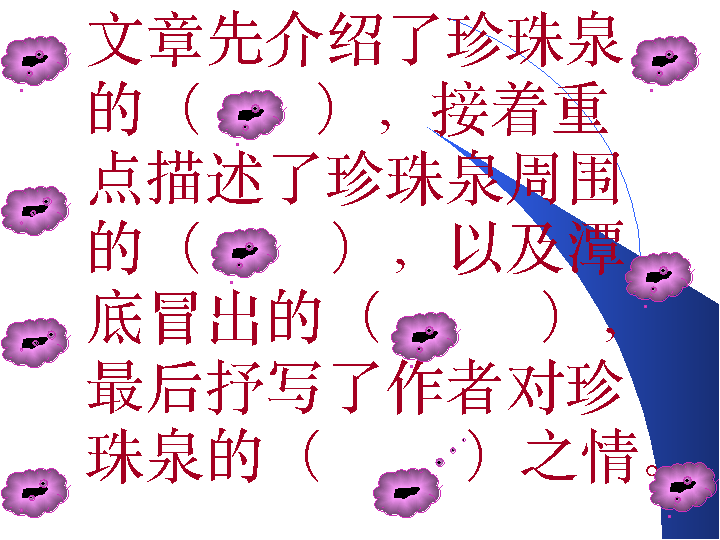 文章先介绍了珍珠泉
的（　　），接着重
点描述了珍珠泉周围
的（　　），以及潭
底冒出的（　　），
最后抒写了作者对珍
珠泉的（　　）之情。